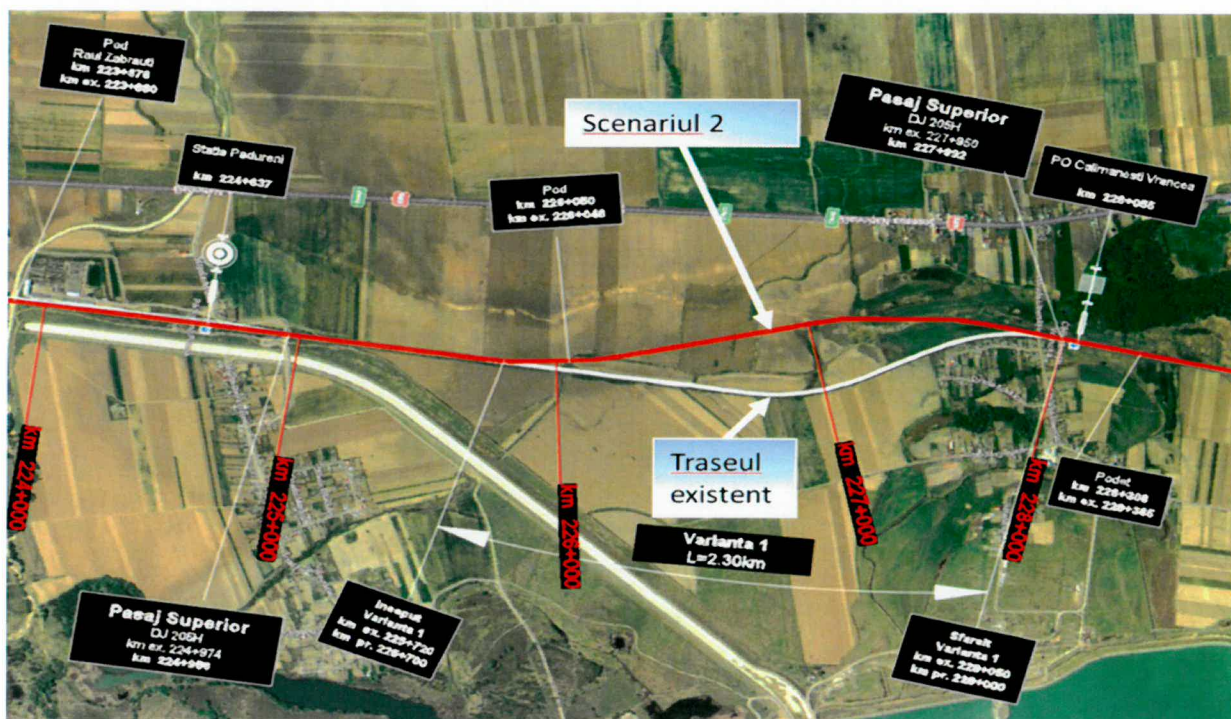 Pod
Raul Zabrauti
km 223+876
km ex. 223+880
Statia Padureni
km 224+637
Pod
km 226+050
km ex. 226+048
Scenariul 2
Pasaj Superior
DJ 205H
km ex. 227+950
km 227+932
PO Calimanesti Vrancea
km 228+055
km 224+000
km 225+000
km 226+000
km 227+000
km 228+000
Traseul
existent
Varianta 1
L=2.30km
Podet
km 228+308
km ex. 228+365
Pasaj Superior
DJ 205H
km ex. 224+974
km 224+986
Inceput
Varianta 1
km ex. 225+720
km pr. 225+700
Sfarsit
Varianta 1
km ex. 228+050
km pr. 228+000